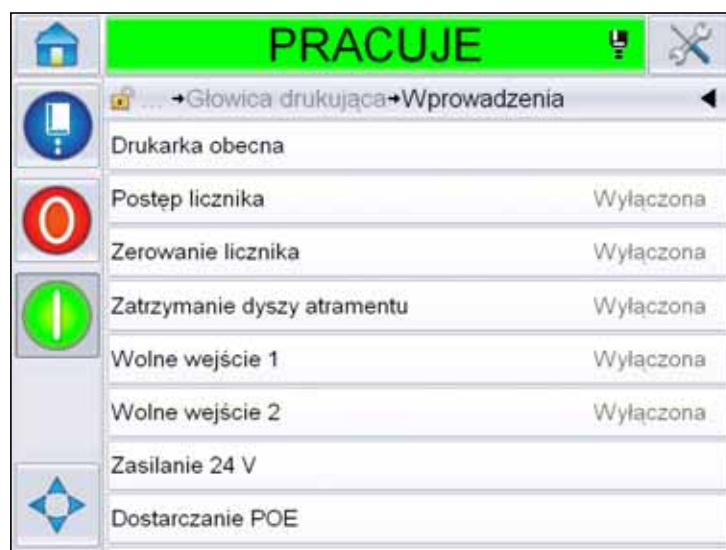 PRACUJE
... →Głowica drukująca→Wprowadzenia
Drukarka obecna
Postęp licznika Wyłączona
Zerowanie licznika Wyłączona
Zatrzymanie dyszy atramentu Wyłączona
Wolne wejście 1 Wyłączona
Wolne wejście 2 Wyłączona
Zasilanie 24 V
Dostarczanie POE